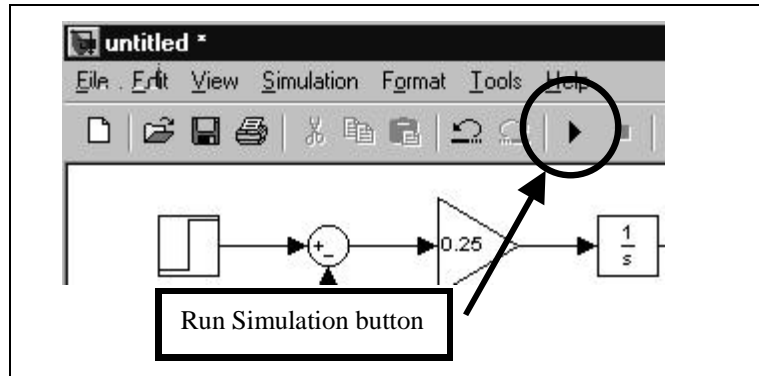 untitled *
File Edit View Simulation Format Tools Help
+ - 0.25 1
s
Run Simulation button